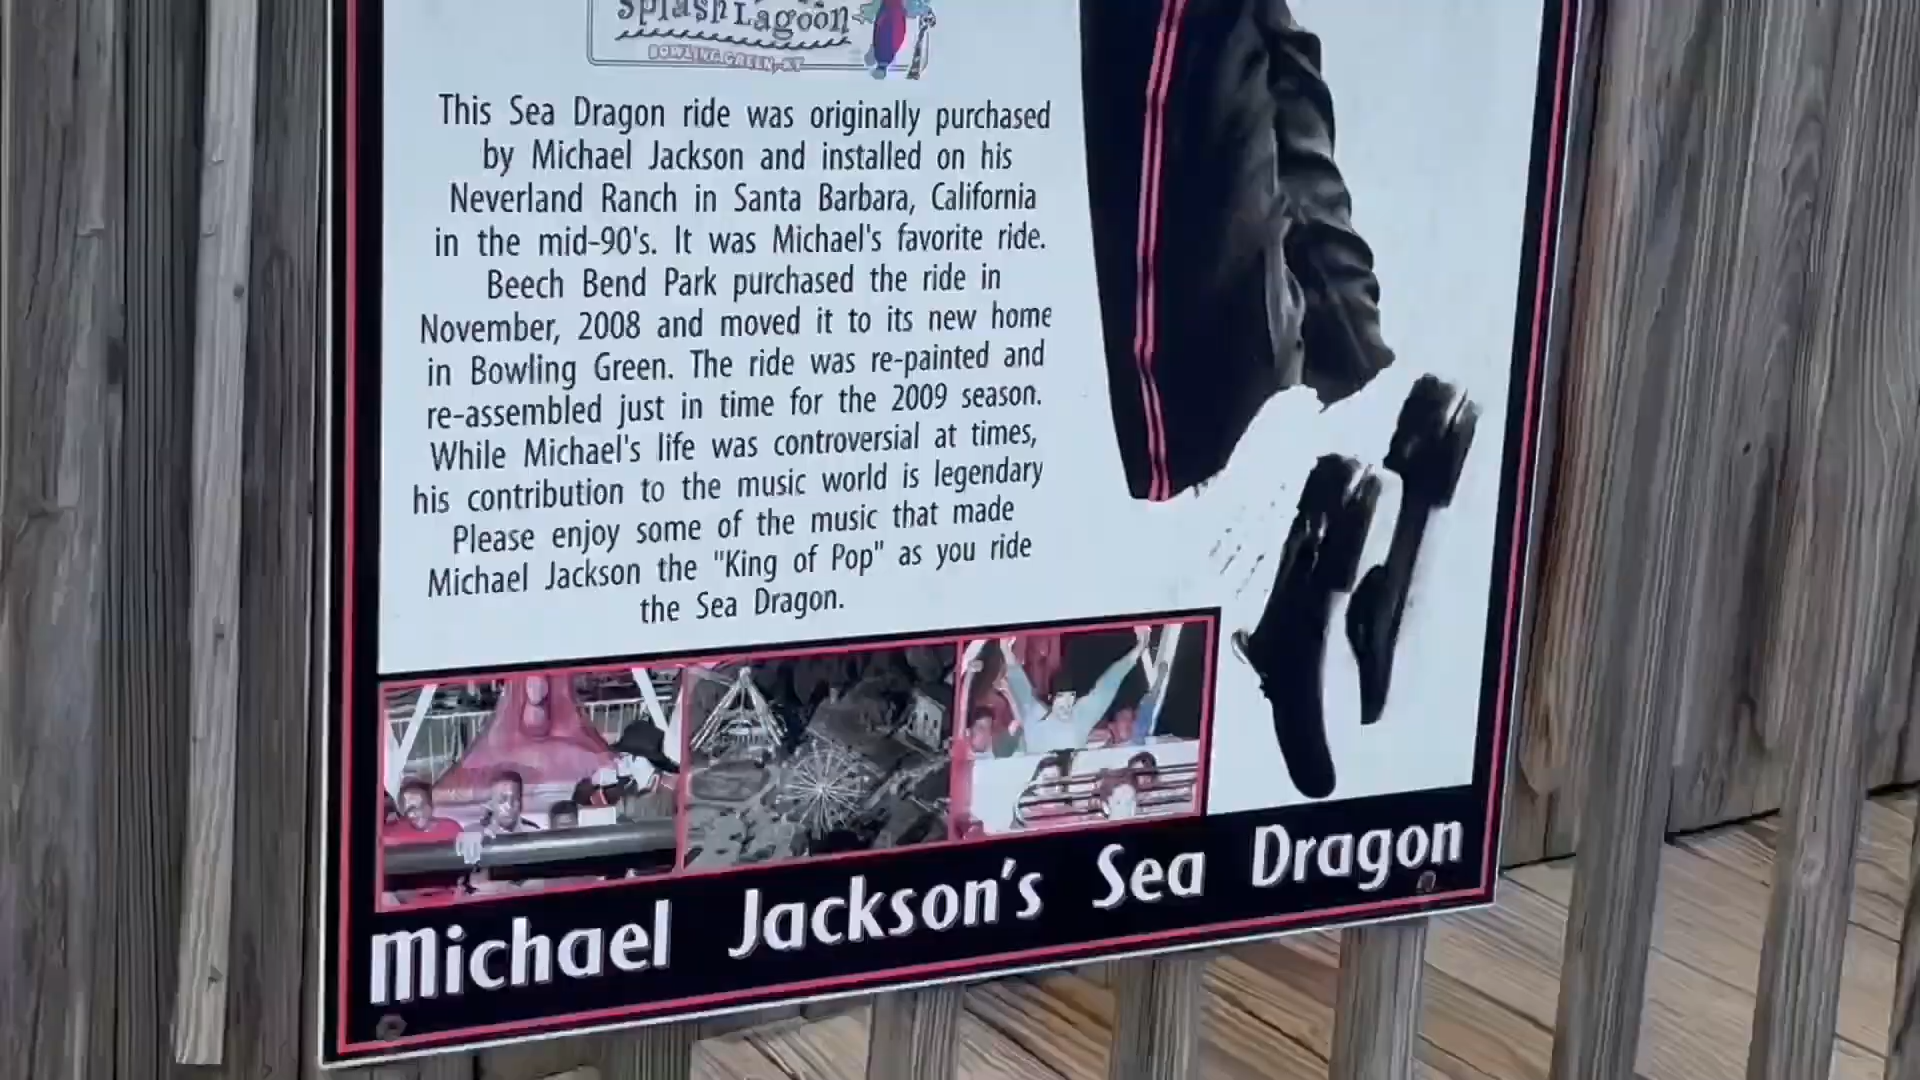 Splash Lagoon
BOWLING GREEN, KY
This Sea Dragon ride was originally purchased
by Michael Jackson and installed on his
Neverland Ranch in Santa Barbara, California
in the mid-90's. It was Michael's favorite ride.
Beech Bend Park purchased the ride in
November, 2008 and moved it to its new home
in Bowling Green. The ride was re-painted and
re-assembled just in time for the 2009 season.
While Michael's life was controversial at times,
his contribution to the music world is legendary
Please enjoy some of the music that made
Michael Jackson the "King of Pop" as you ride
the Sea Dragon.
Michael Jackson's Sea Dragon